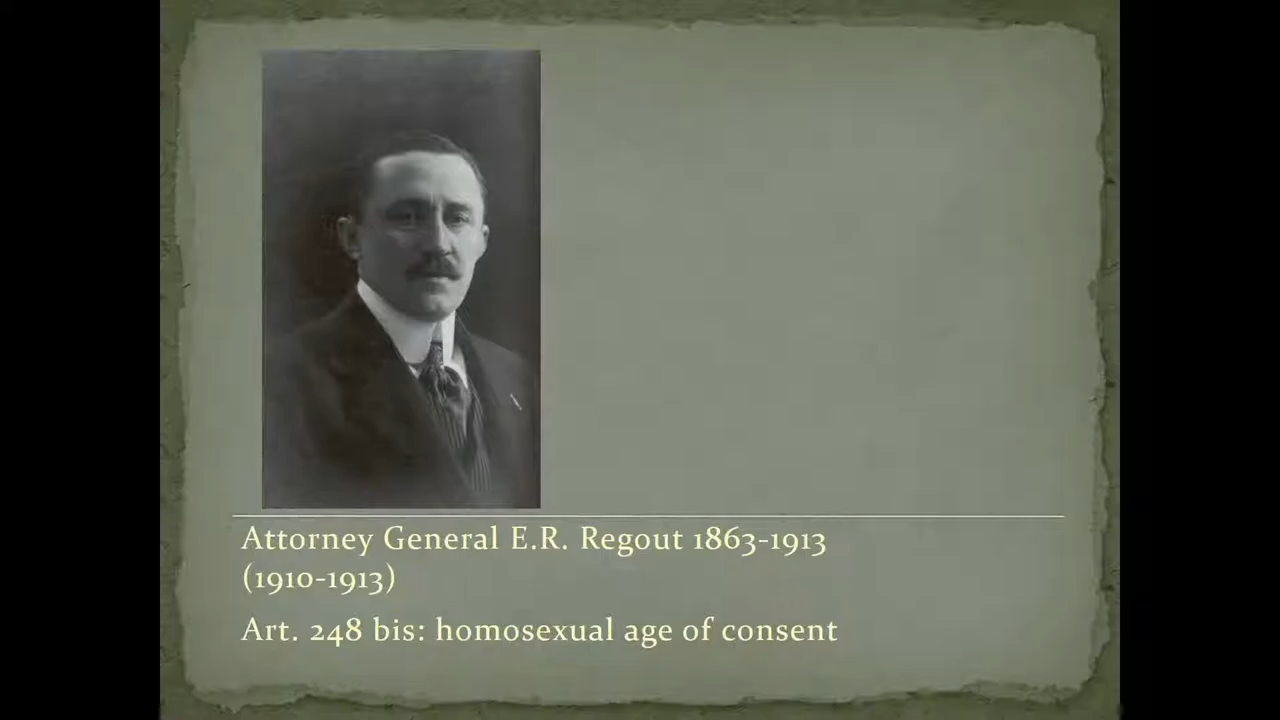 Attorney General E.R. Regout 1863-1913
(1910-1913)
Art. 248 bis: homosexual age of consent